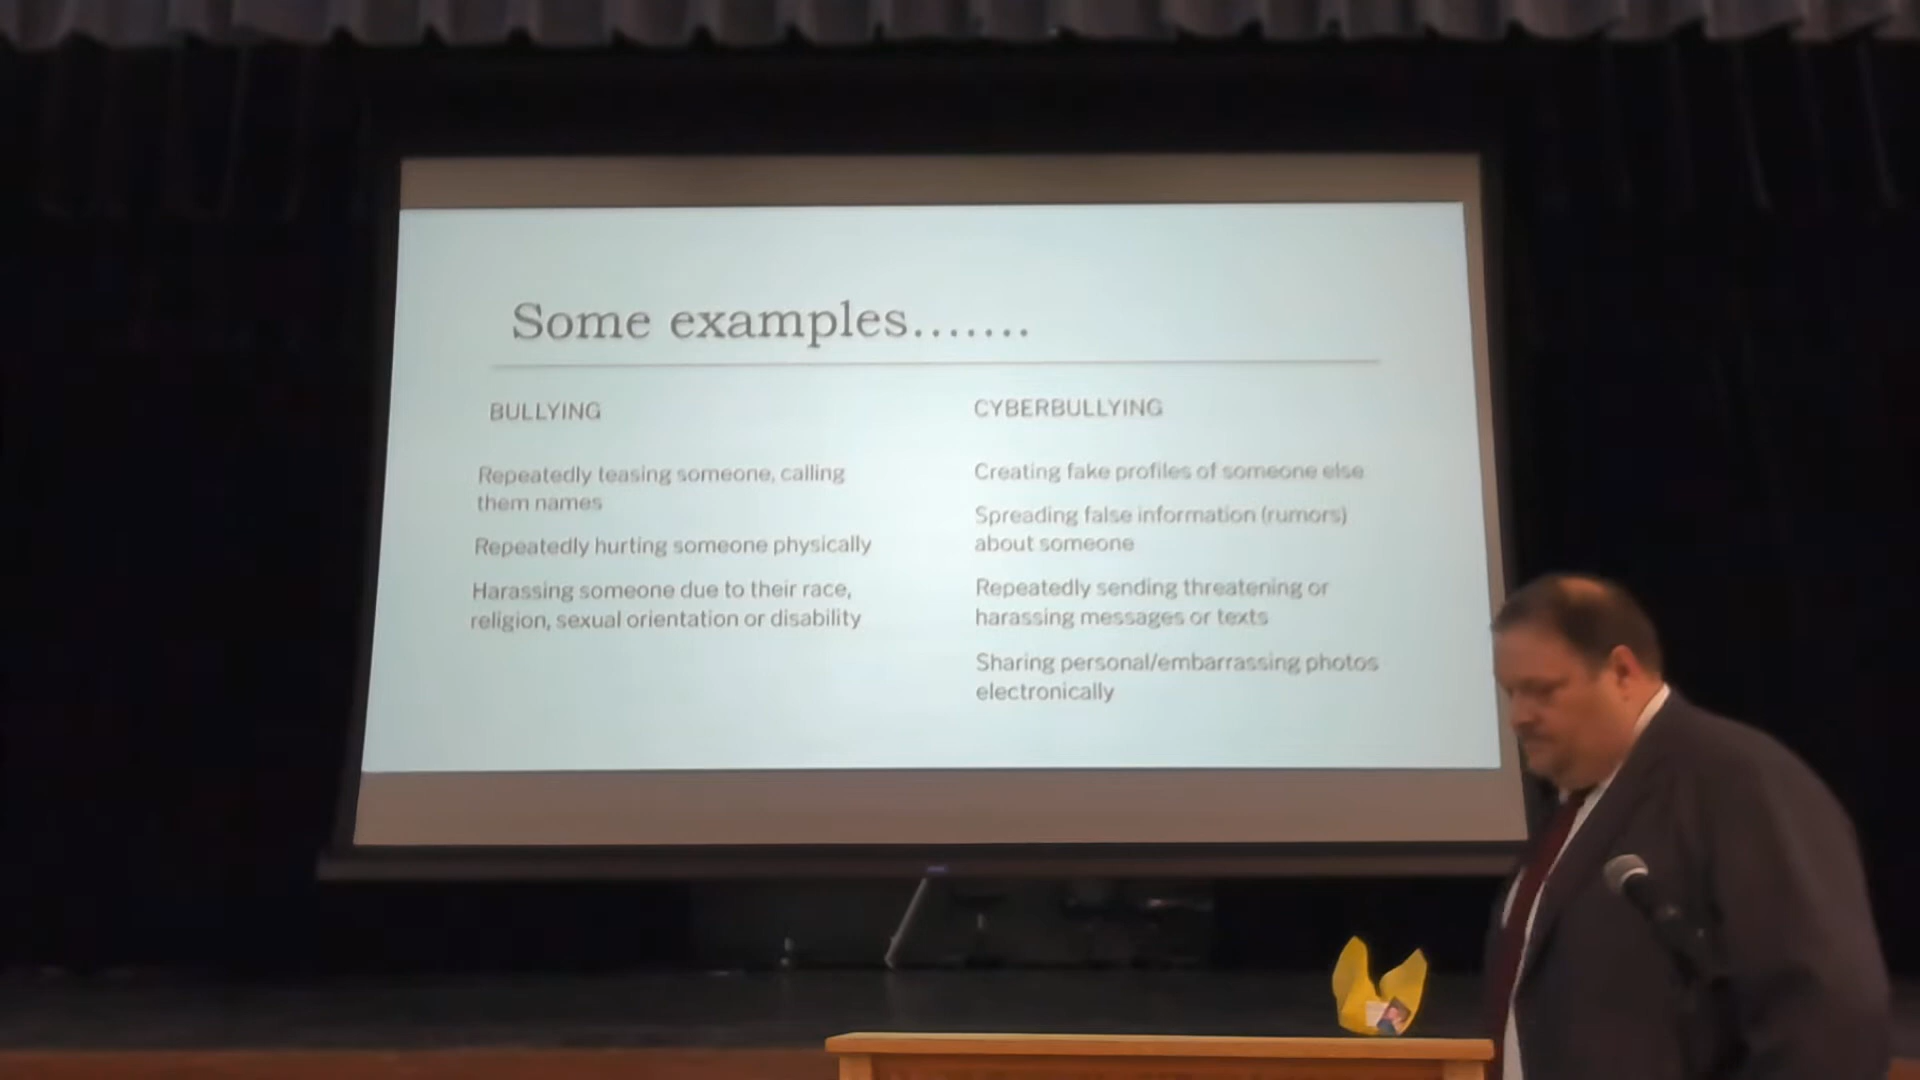 Some examples.......
BULLYING
Repeatedly teasing someone, calling
them names
Repeatedly hurting someone physically
Harassing someone due to their race,
religion, sexual orientation or disability
CYBERBULLYING
Creating fake profiles of someone else
Spreading false information (rumors)
about someone
Repeatedly sending threatening or
harassing messages or texts
Sharing personal/embarrassing photos
electronically